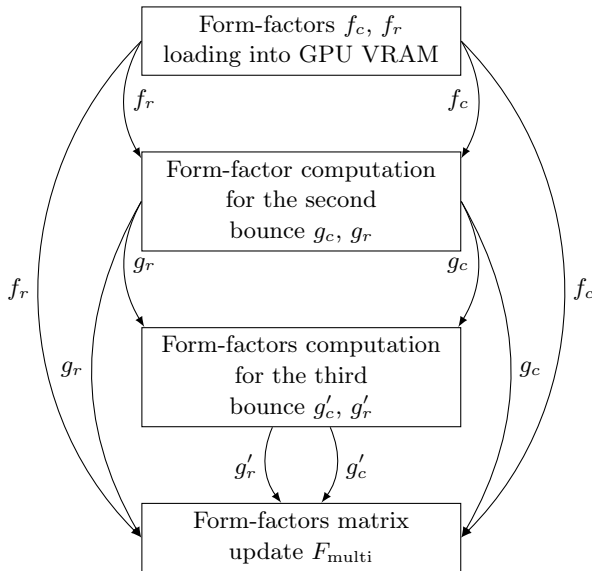 Form-factors f_c, f_r
loading into GPU VRAM
f_r
f_c
Form-factor computation
for the second
bounce g_c, g_r
g_r
g_c
f_r
f_c
Form-factors computation
for the third
bounce g'_c, g'_r
g_r
g_c
g'_r
g'_c
Form-factors matrix
update F_multi